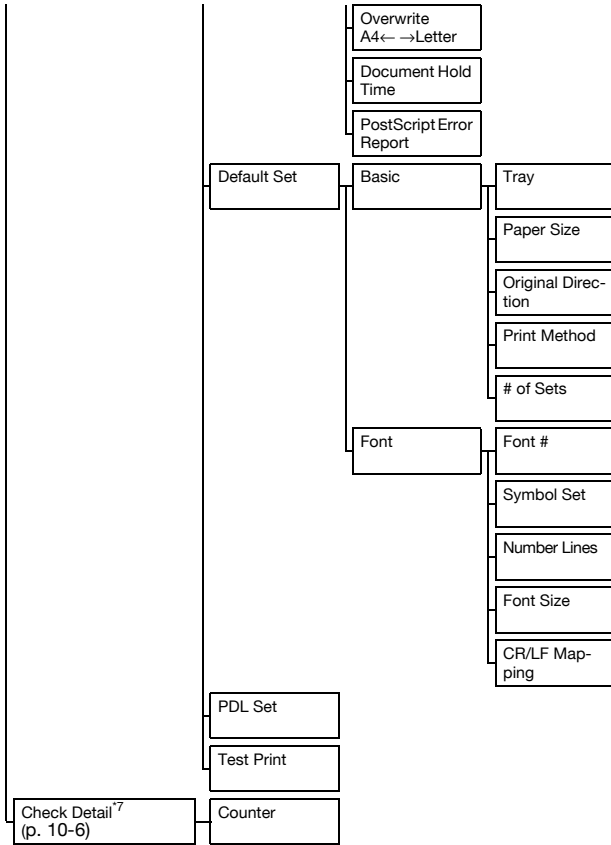 Overwrite
A4← →Letter
Document Hold
Time
PostScript Error
Report
Default Set
Basic
Tray
Paper Size
Original Direc-
tion
Print Method
# of Sets
Font
Font #
Symbol Set
Number Lines
Font Size
CR/LF Map-
ping
PDL Set
Test Print
Check Detail*7
(p. 10-6)
Counter